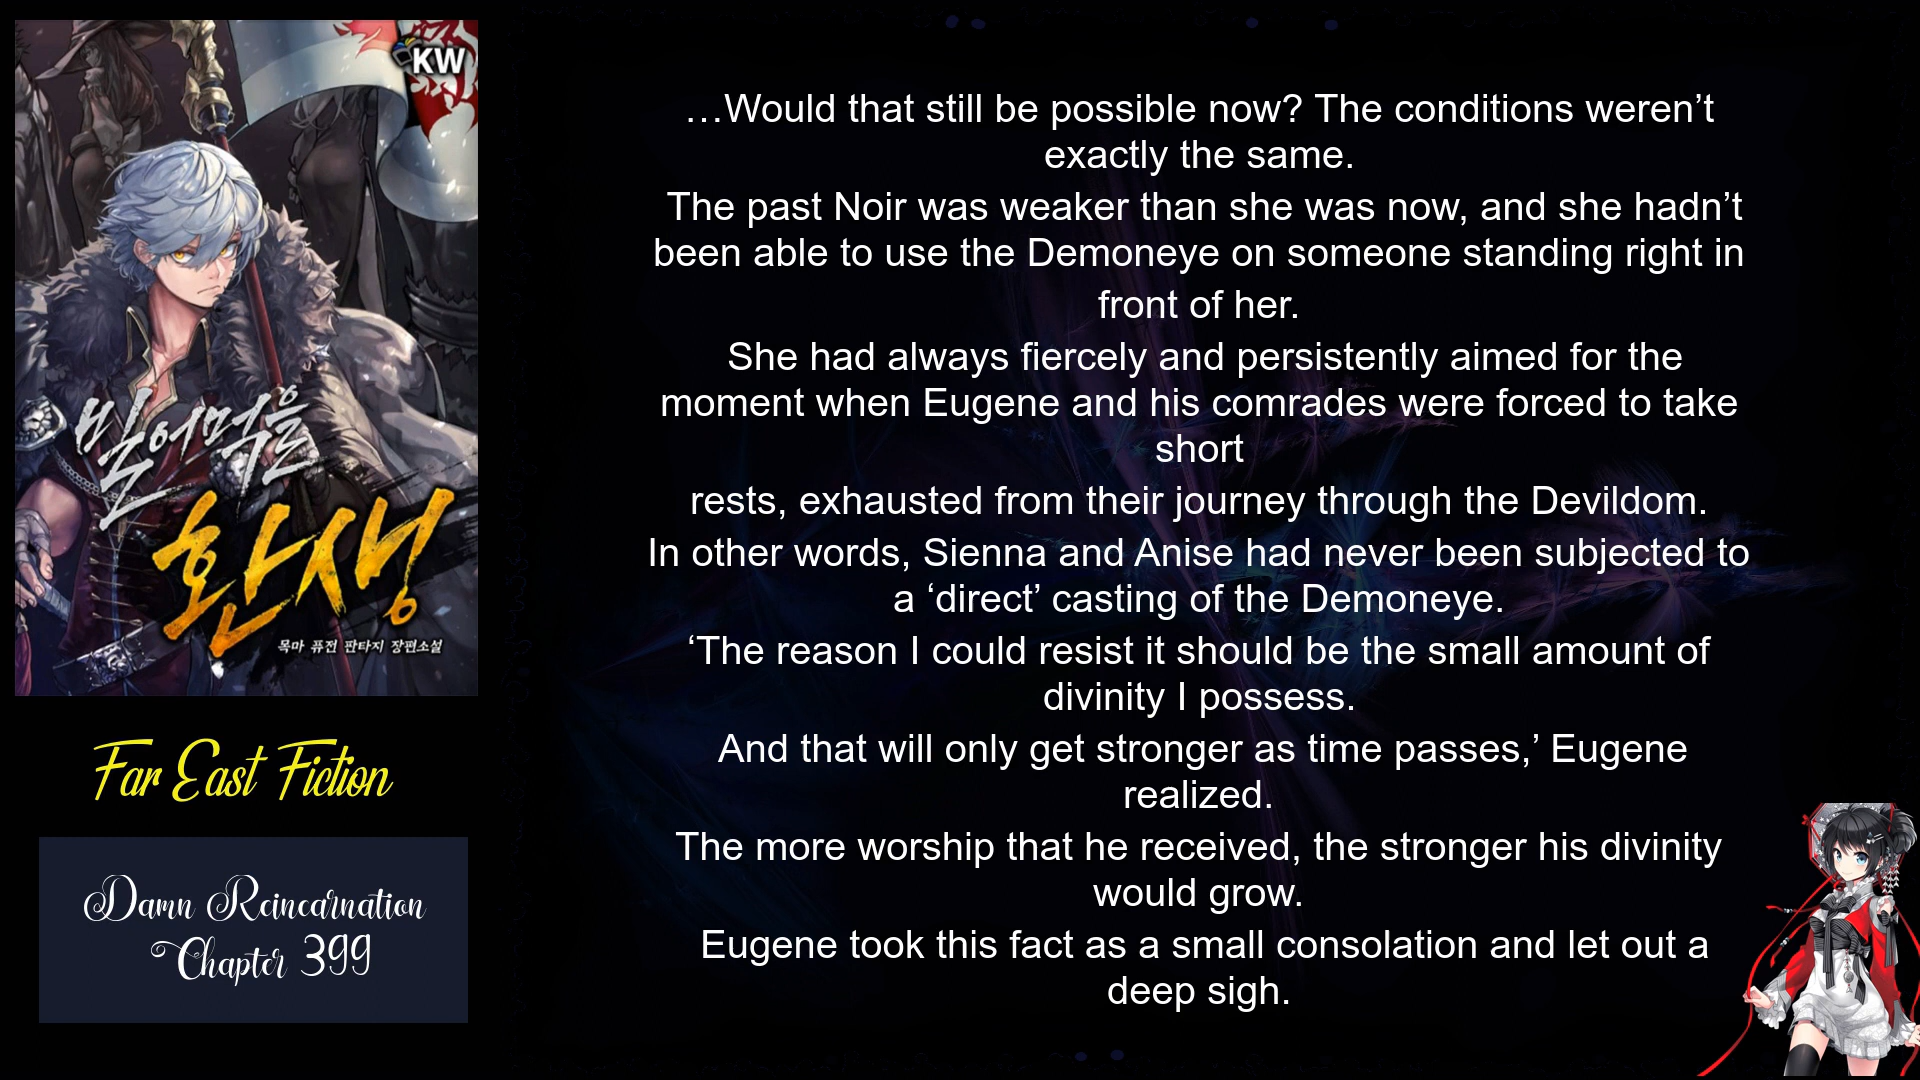 KW
빌어먹을
환생
목마 퓨전 판타지 장편소설
Far East Fiction
Damn Reincarnation
Chapter 399
…Would that still be possible now? The conditions weren’t
exactly the same.
The past Noir was weaker than she was now, and she hadn’t
been able to use the Demoneye on someone standing right in
front of her.
She had always fiercely and persistently aimed for the
moment when Eugene and his comrades were forced to take
short
rests, exhausted from their journey through the Devildom.
In other words, Sienna and Anise had never been subjected to
a ‘direct’ casting of the Demoneye.
‘The reason I could resist it should be the small amount of
divinity I possess.
And that will only get stronger as time passes,’ Eugene
realized.
The more worship that he received, the stronger his divinity
would grow.
Eugene took this fact as a small consolation and let out a
deep sigh.